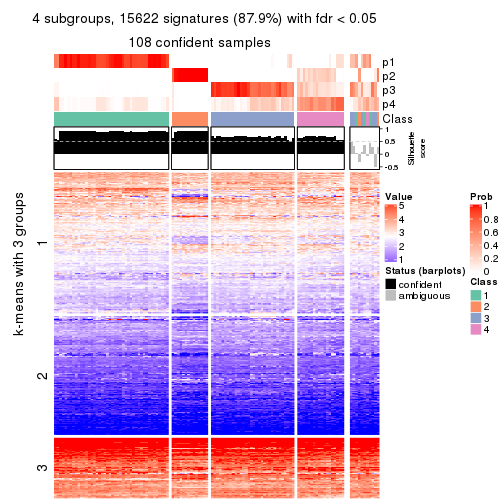 4 subgroups, 15622 signatures (87.9%) with fdr < 0.05
108 confident samples
p1
p2
p3
p4
Class
1
0.5
0
-0.5
Silhouette
score
k-means with 3 groups
1
2
3
Value
5
4
3
2
1
Status (barplots)
confident
ambiguous
Prob
1
0.8
0.6
0.4
0.2
0
Class
1
2
3
4